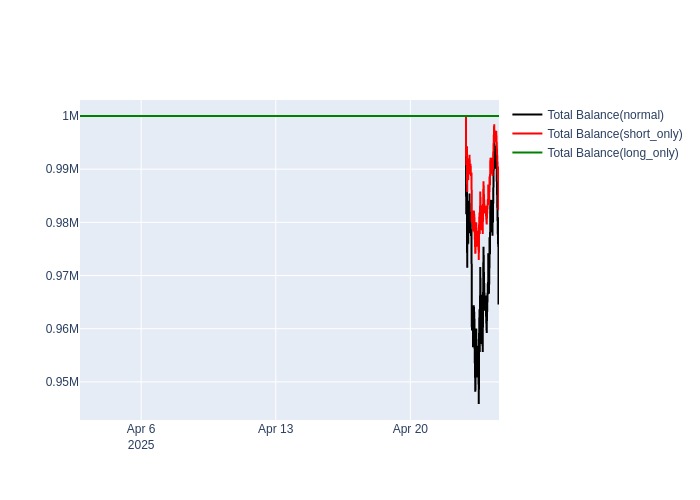 1M
0.99M
0.98M
0.97M
0.96M
0.95M
Apr 6
2025
Apr 13
Apr 20
Total Balance(normal)
Total Balance(short_only)
Total Balance(long_only)